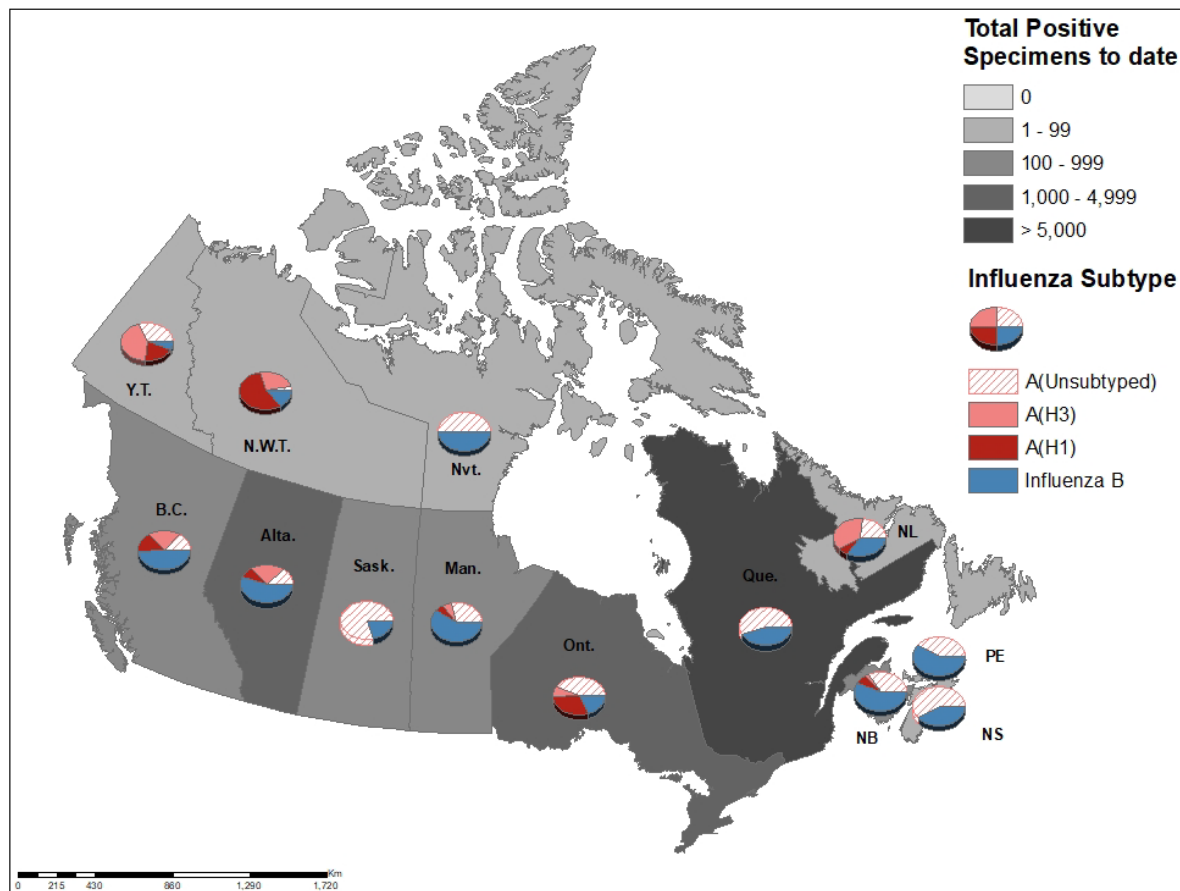 Total Positive
Specimens to date
0
1 - 99
100 - 999
1,000 - 4,999
> 5,000
Influenza Subtype
A(Unsubtyped)
A(H3)
A(H1)
Influenza B
Y.T.
N.W.T.
Nvt.
B.C.
Alta.
Sask.
Man.
Ont.
Que.
NL
PE
NB
NS
Km
0 215 430 860 1,290 1,720